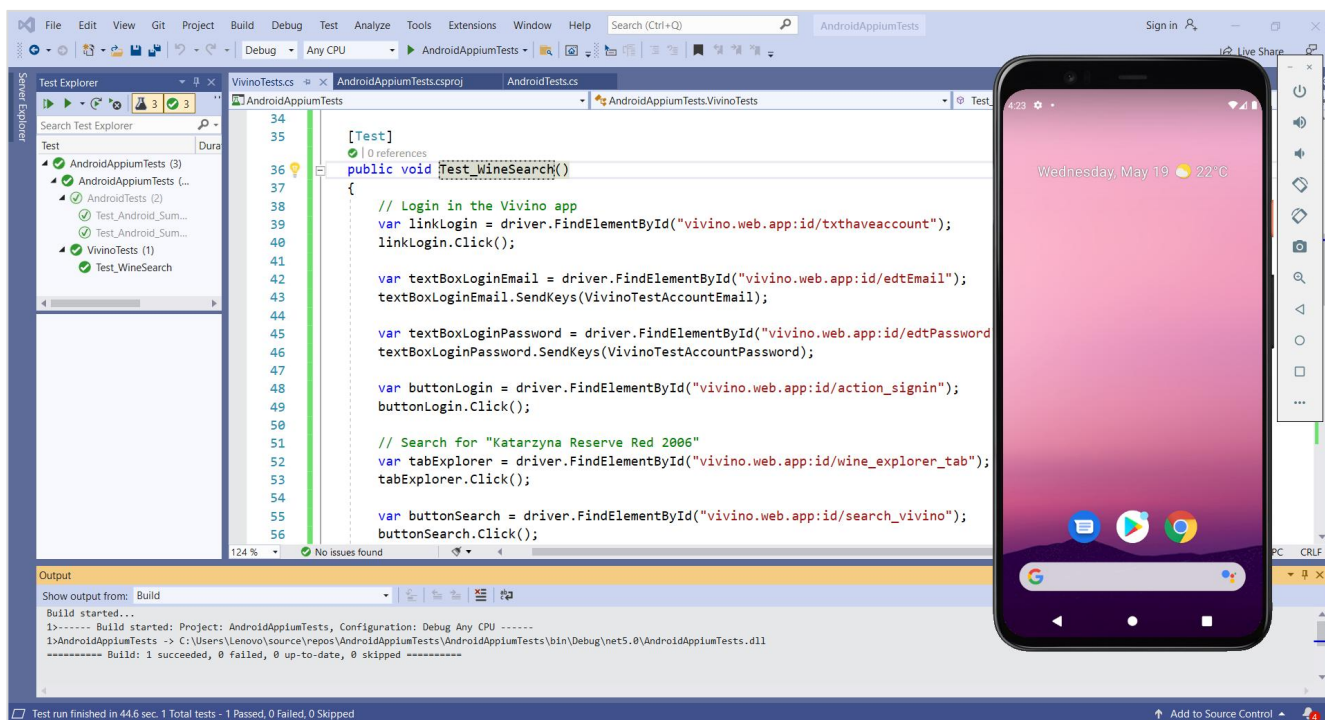 File Edit View Git Project Build Debug Test Analyze Tools Extensions Window Help Search (Ctrl+Q) AndroidAppiumTests Sign in
Debug Any CPU AndroidAppiumTests Live Share
Server Explorer
Test Explorer
3 3
Search Test Explorer
Test Dura
AndroidAppiumTests (3)
AndroidAppiumTests (...
AndroidTests (2)
Test_Android_Sum...
Test_Android_Sum...
VivinoTests (1)
Test_WineSearch
VivinoTests.cs AndroidAppiumTests.csproj AndroidTests.cs
AndroidAppiumTests AndroidAppiumTests.VivinoTests Test_
34
35 [Test]
0 references
36 public void Test_WineSearch()
37 {
38 // Login in the Vivino app
39 var linkLogin = driver.FindElementById("vivino.web.app:id/txthaveaccount");
40 linkLogin.Click();
41
42 var textBoxLoginEmail = driver.FindElementById("vivino.web.app:id/edtEmail");
43 textBoxLoginEmail.SendKeys(VivinoTestAccountEmail);
44
45 var textBoxLoginPassword = driver.FindElementById("vivino.web.app:id/edtPassword
46 textBoxLoginPassword.SendKeys(VivinoTestAccountPassword);
47
48 var buttonLogin = driver.FindElementById("vivino.web.app:id/action_signin");
49 buttonLogin.Click();
50
51 // Search for "Katarzyna Reserve Red 2006"
52 var tabExplorer = driver.FindElementById("vivino.web.app:id/wine_explorer_tab");
53 tabExplorer.Click();
54
55 var buttonSearch = driver.FindElementById("vivino.web.app:id/search_vivino");
56 buttonSearch.Click();
124 % No issues found PC CRLF
4:23
Wednesday, May 19 22°C
G
Output
Show output from: Build
Build started...
1>------ Build started: Project: AndroidAppiumTests, Configuration: Debug Any CPU ------
1>AndroidAppiumTests -> C:\Users\Lenovo\source\repos\AndroidAppiumTests\AndroidAppiumTests\bin\Debug\net5.0\AndroidAppiumTests.dll
========== Build: 1 succeeded, 0 failed, 0 up-to-date, 0 skipped ==========
Test run finished in 44.6 sec. 1 Total tests - 1 Passed, 0 Failed, 0 Skipped Add to Source Control 4